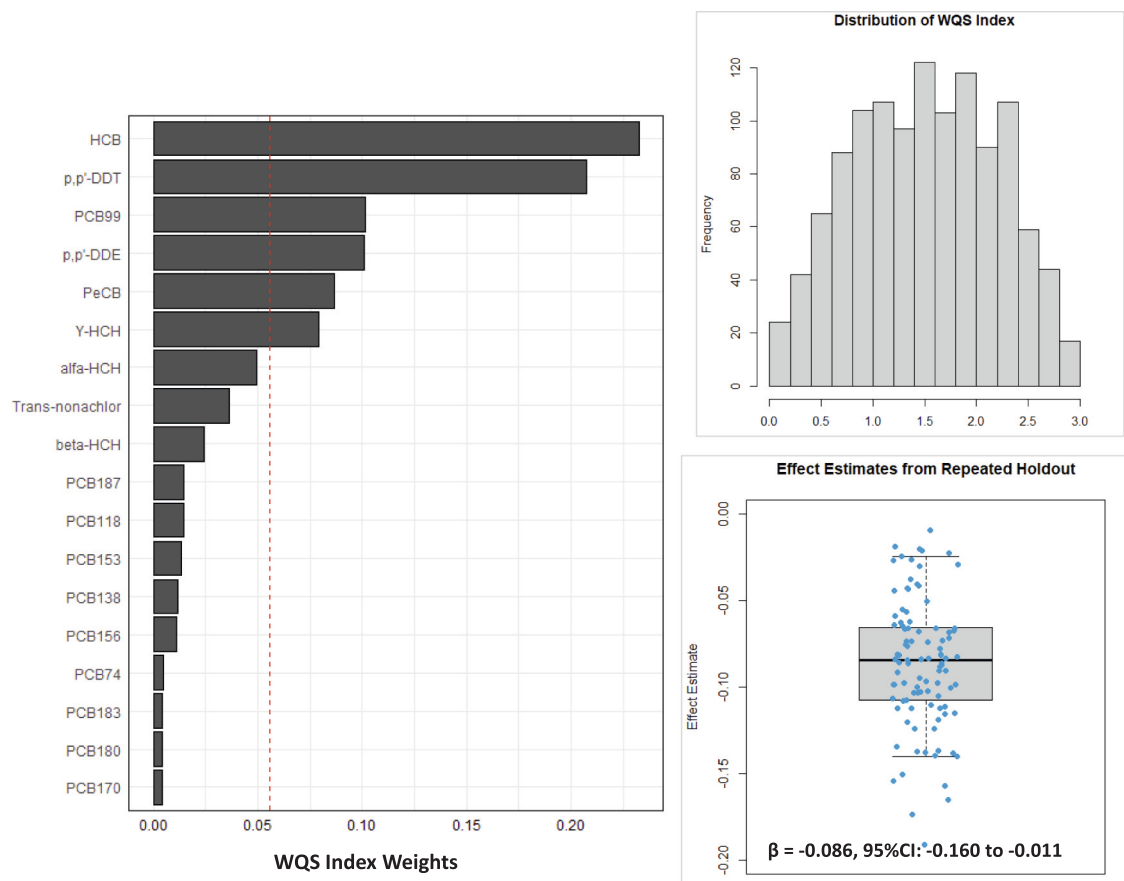 HCB
p,p'-DDT
PCB99
p,p'-DDE
PeCB
Y-HCH
alfa-HCH
Trans-nonachlor
beta-HCH
PCB187
PCB118
PCB153
PCB138
PCB156
PCB74
PCB183
PCB180
PCB170
0.00 0.05 0.10 0.15 0.20
WQS Index Weights
Distribution of WQS Index
Frequency
120
100
80
60
40
20
0
0.0 0.5 1.0 1.5 2.0 2.5 3.0
Effect Estimates from Repeated Holdout
Effect Estimate
0.00
-0.05
-0.10
-0.15
-0.20
β = -0.086, 95%CI: -0.160 to -0.011